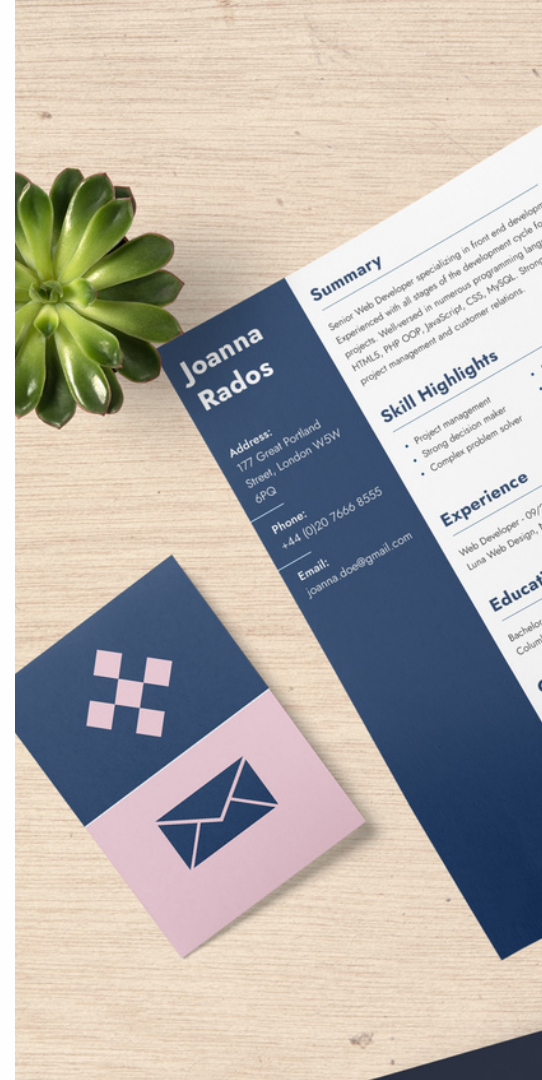 Joanna
Rados
Address:
177 Great Portland
Street, London W5W
6PQ
Phone:
+44 (0)20 7666 8555
Email:
joanna.doe@gmail.com
Summary
Senior Web Developer specializing in front end
Experienced with all stages of the development cycle
projects. Well-versed in numerous programming
HTML5, PHP OOP, JavaScript, CSS, MySQL. Strong
project management and customer relations.
Skill Highlights
• Project management
• Strong decision maker
• Complex problem solver
Experience
Web Developer - 09/
Luna Web Design,